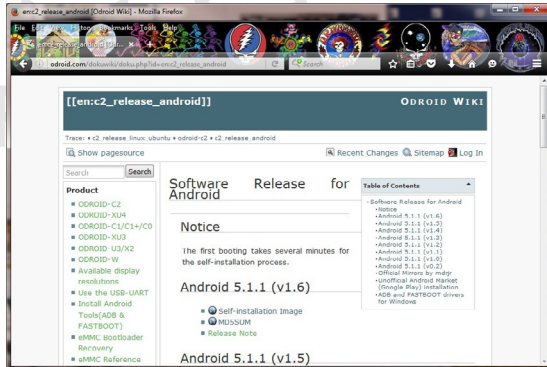 en:c2_release_android [Odroid Wiki] - Mozilla Firefox
File Edit View History Bookmarks Tools Help
en:c2_release_android [Odr...
odroid.com/dokuwiki/doku.php?id=en:c2_release_android
Search
[[en:c2_release_android]]
ODROID WIKI
Trace: • c2_release_linux_ubuntu • odroid-c2 • c2_release_android
Show pagesource
Recent Changes Sitemap Log In
Search Search
Product
ODROID-C2
ODROID-XU4
ODROID-C1/C1+/C0
ODROID-XU3
ODROID-U3/X2
ODROID-W
Available display
resolutions
Use the USB-UART
Install Android
Tools(ADB &
FASTBOOT)
eMMC Bootloader
Recovery
eMMC Reference
Software Release for
Android
Notice
The first booting takes several minutes for
the self-installation process.
Android 5.1.1 (v1.6)
Self-installation Image
MD5SUM
Release Note
Android 5.1.1 (v1.5)
Table of Contents
Software Release for Android
Notice
Android 5.1.1 (v1.6)
Android 5.1.1 (v1.5)
Android 5.1.1 (v1.4)
Android 5.1.1 (v1.3)
Android 5.1.1 (v1.2)
Android 5.1.1 (v1.1)
Android 5.1.1 (v1.0)
Android 5.1.1 (v0.2)
Official Mirrors by mdrjr
Unofficial Android Market
(Google Play) installation
ADB and FASTBOOT drivers
for Windows